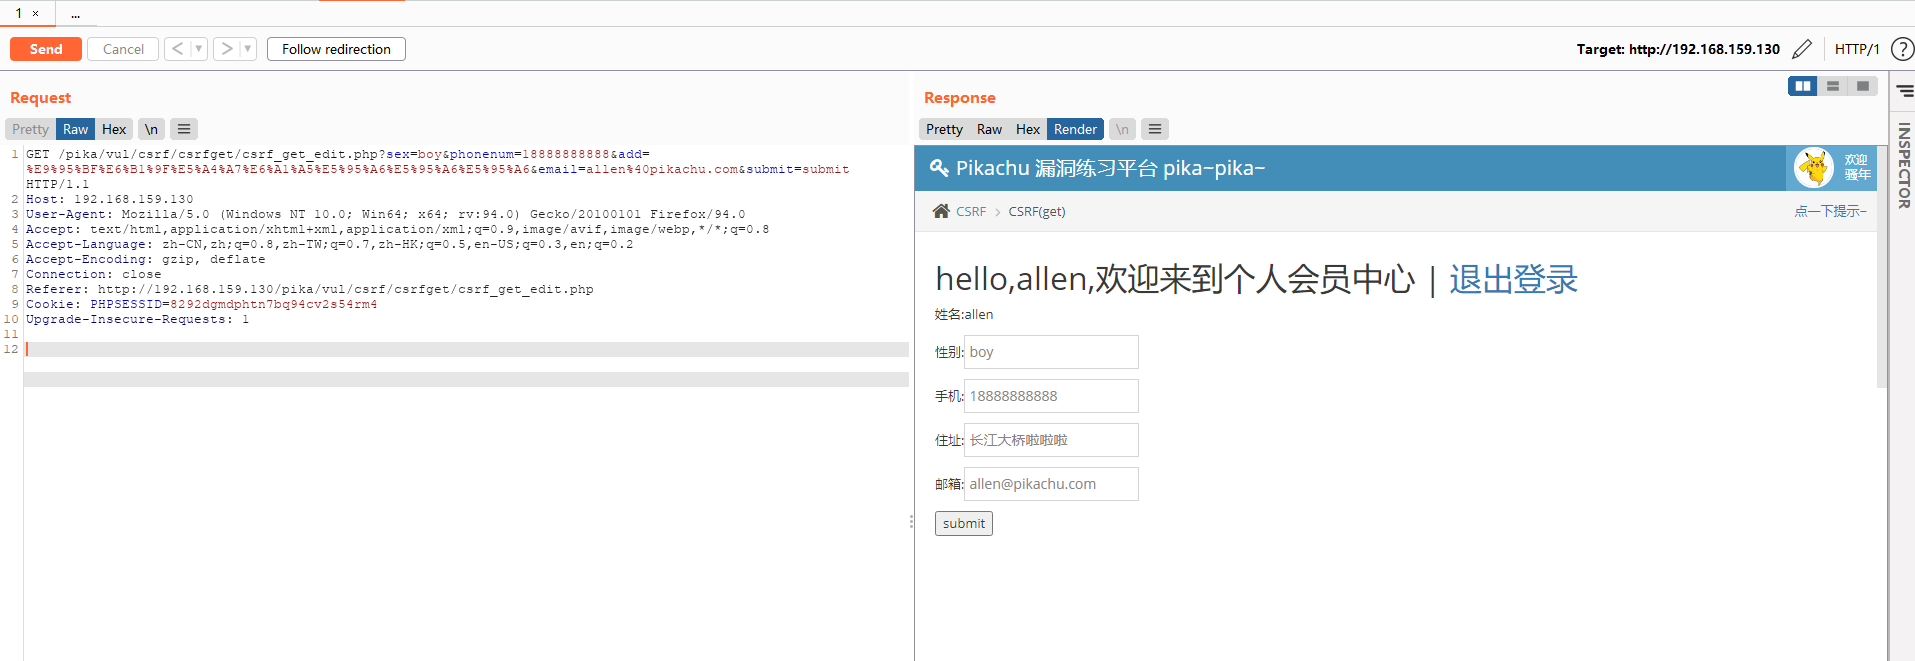 1 × ...
Send Cancel < > Follow redirection Target: http://192.168.159.130 HTTP/1 ?
Request
Pretty Raw Hex \n
1 GET /pika/vul/csrf/csrfget/csrf_get_edit.php?sex=boy&phonenum=18888888888&add=
%E9%95%BF%E6%B1%9F%E5%A4%A7%E6%A1%A5%E5%95%A6%E5%95%A6%E5%95%A6&email=allen%40pikachu.com&submit=submit
HTTP/1.1
2 Host: 192.168.159.130
3 User-Agent: Mozilla/5.0 (Windows NT 10.0; Win64; x64; rv:94.0) Gecko/20100101 Firefox/94.0
4 Accept: text/html,application/xhtml+xml,application/xml;q=0.9,image/avif,image/webp,*/*;q=0.8
5 Accept-Language: zh-CN,zh;q=0.8,zh-TW;q=0.7,zh-HK;q=0.5,en-US;q=0.3,en;q=0.2
6 Accept-Encoding: gzip, deflate
7 Connection: close
8 Referer: http://192.168.159.130/pika/vul/csrf/csrfget/csrf_get_edit.php
9 Cookie: PHPSESSID=8292dgmdphtn7bq94cv2s54rm4
10 Upgrade-Insecure-Requests: 1
11
12
Response
Pretty Raw Hex Render \n
Pikachu 漏洞练习平台 pika~pika~
欢迎
骚年
CSRF > CSRF(get) 点一下提示~
hello,allen,欢迎来到个人会员中心 | 退出登录
姓名:allen
性别: boy
手机: 18888888888
住址: 长江大桥啦啦啦
邮箱: allen@pikachu.com
submit
INSPECTOR